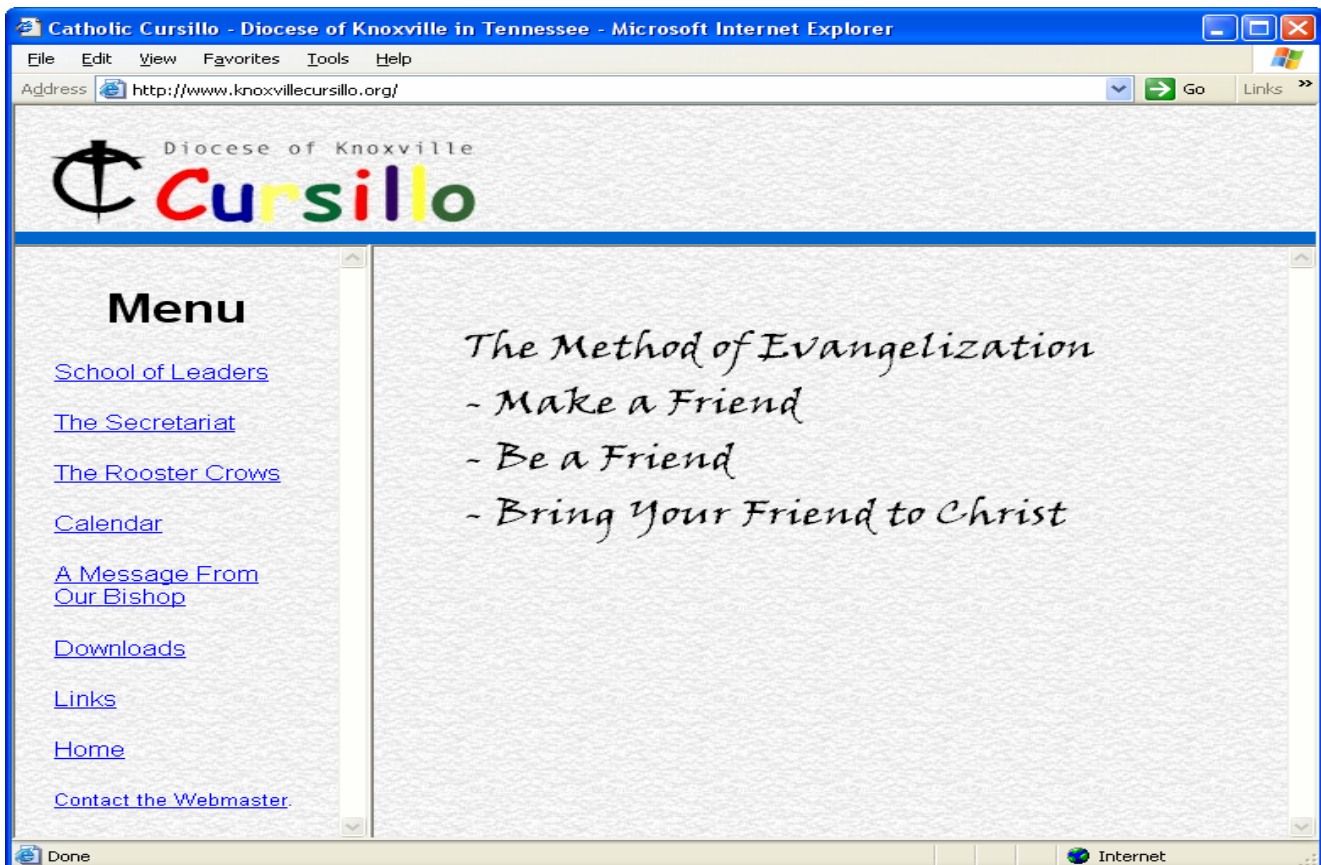 Catholic Cursillo - Diocese of Knoxville in Tennessee - Microsoft Internet Explorer
File Edit View Favorites Tools Help
Address http://www.knoxvillecursillo.org/ Go Links »
Diocese of Knoxville
Cursillo
Menu
School of Leaders
The Secretariat
The Rooster Crows
Calendar
A Message From
Our Bishop
Downloads
Links
Home
Contact the Webmaster.
The Method of Evangelization
- Make a Friend
- Be a Friend
- Bring Your Friend to Christ
Done Internet